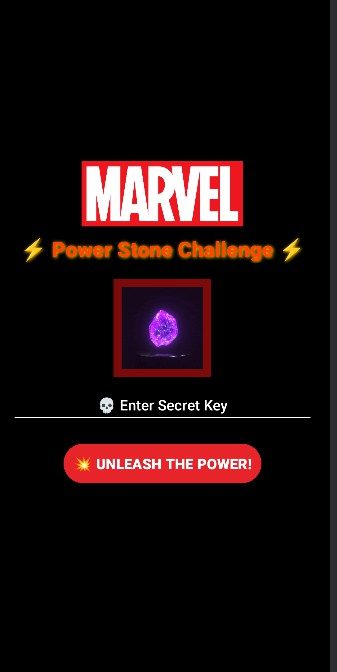 MARVEL
⚡ Power Stone Challenge ⚡
💀 Enter Secret Key
💥 UNLEASH THE POWER!